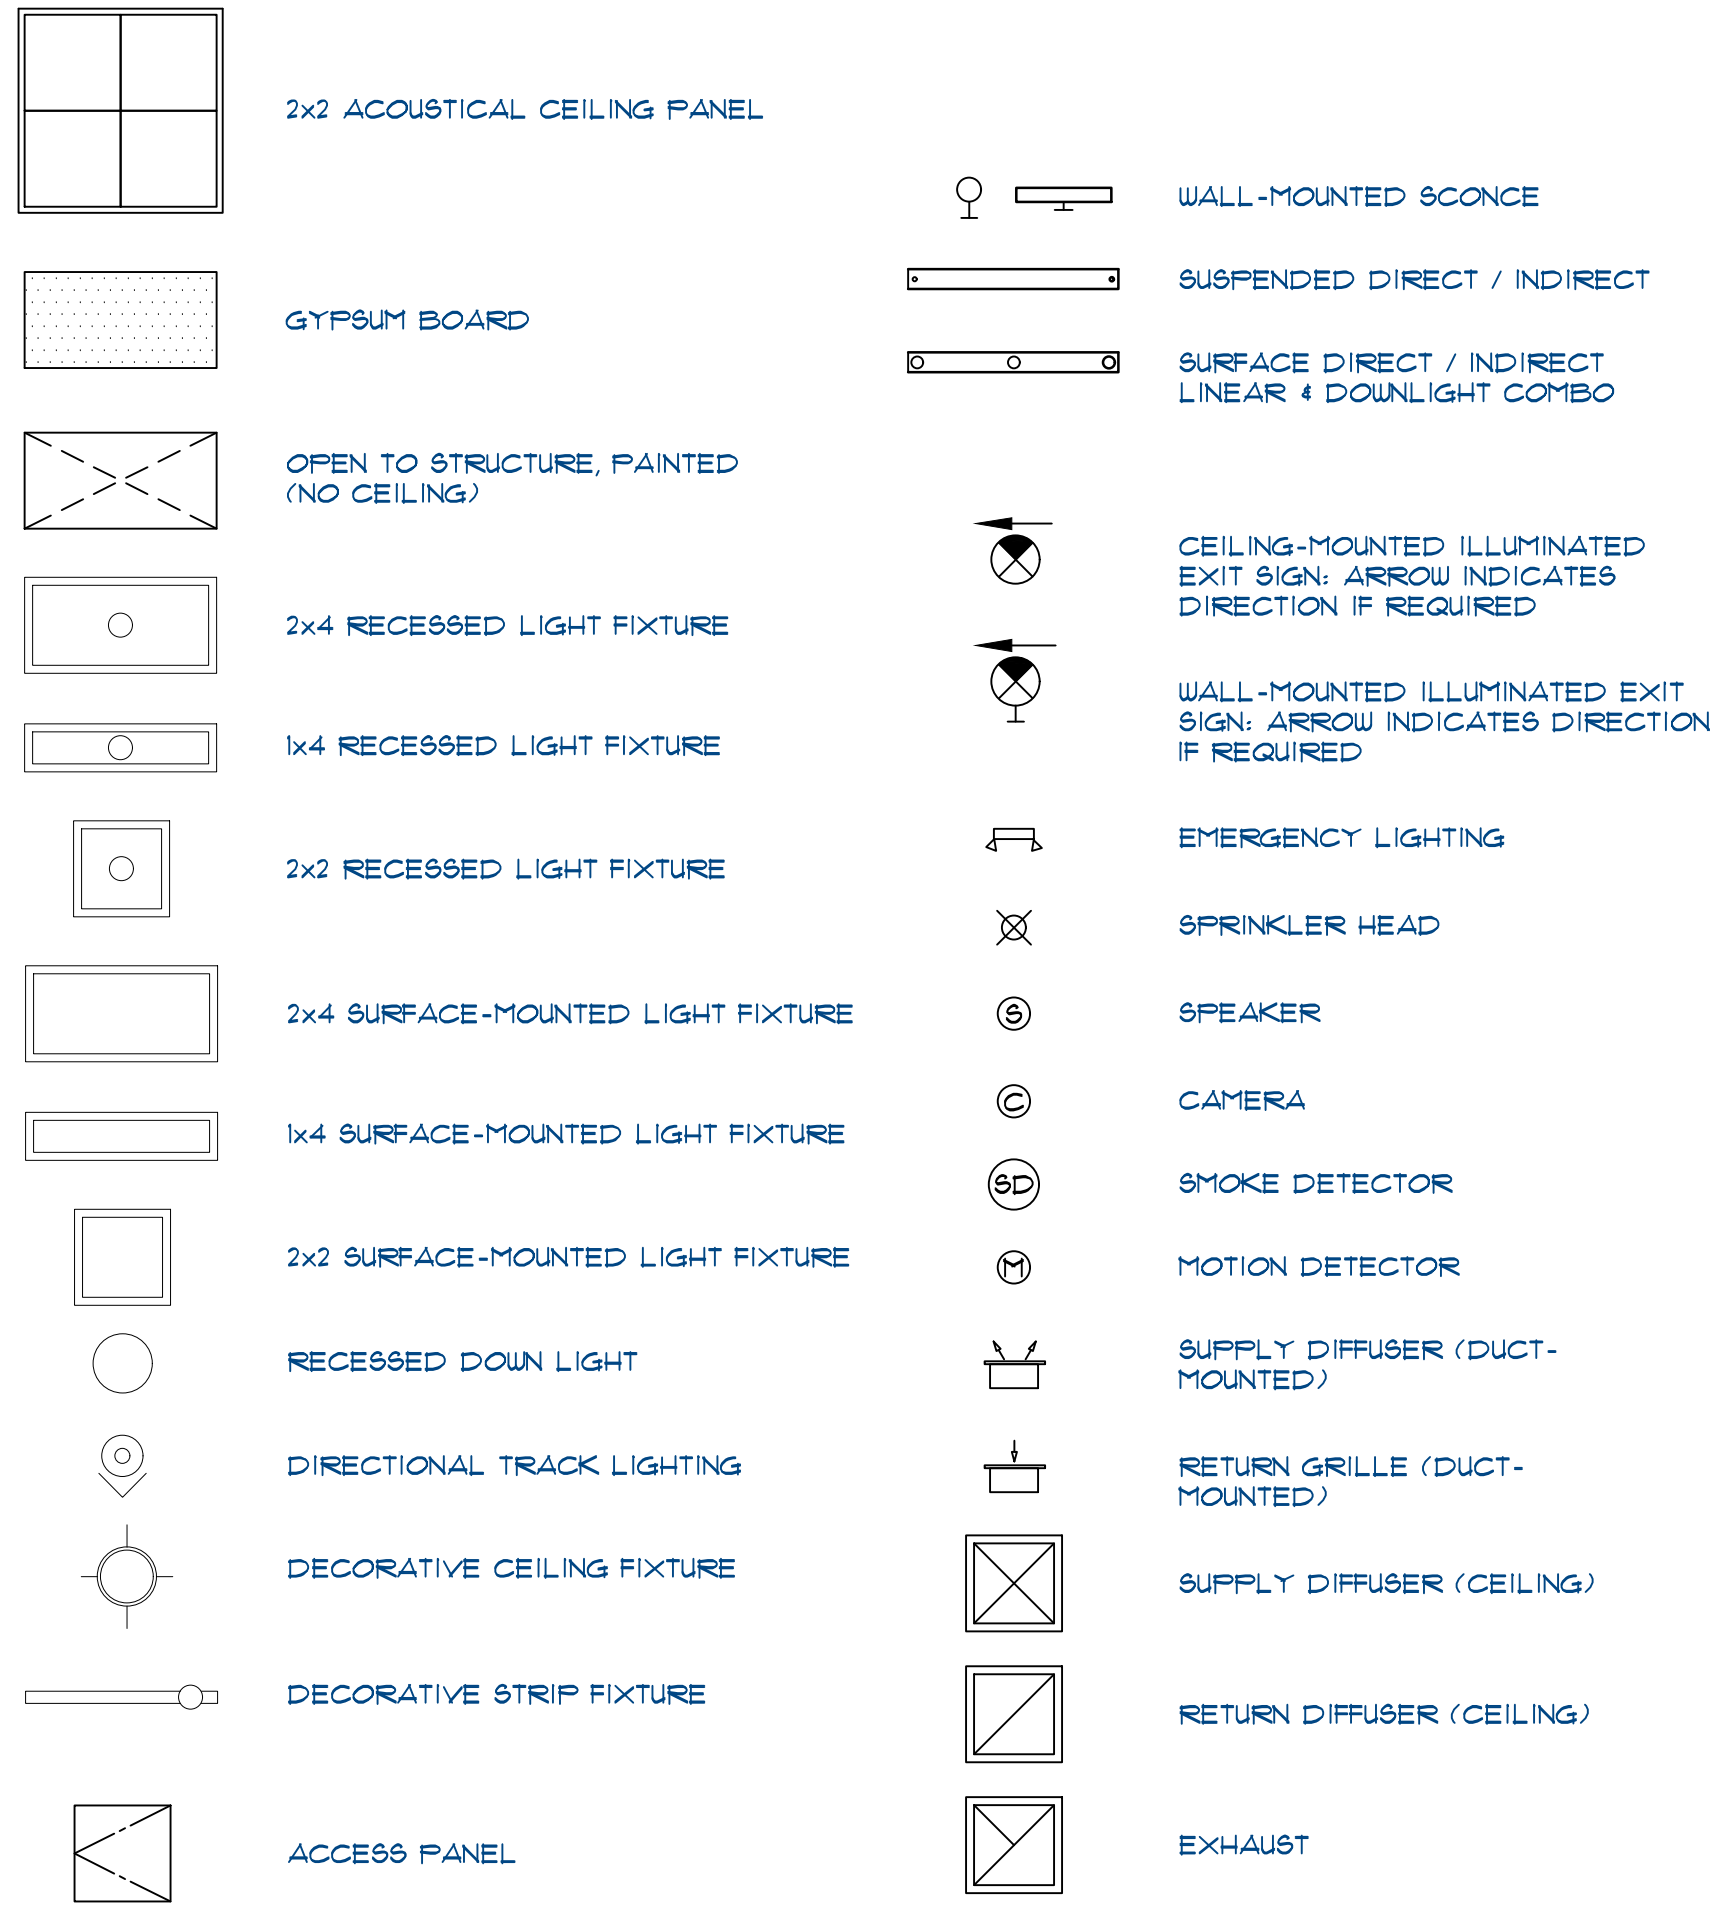 2x2 ACOUSTICAL CEILING PANEL
GYPSUM BOARD
OPEN TO STRUCTURE, PAINTED
(NO CEILING)
2x4 RECESSED LIGHT FIXTURE
1x4 RECESSED LIGHT FIXTURE
2x2 RECESSED LIGHT FIXTURE
2x4 SURFACE-MOUNTED LIGHT FIXTURE
1x4 SURFACE-MOUNTED LIGHT FIXTURE
2x2 SURFACE-MOUNTED LIGHT FIXTURE
RECESSED DOWN LIGHT
DIRECTIONAL TRACK LIGHTING
DECORATIVE CEILING FIXTURE
DECORATIVE STRIP FIXTURE
ACCESS PANEL
WALL-MOUNTED SCONCE
SUSPENDED DIRECT / INDIRECT
SURFACE DIRECT / INDIRECT
LINEAR & DOWNLIGHT COMBO
CEILING-MOUNTED ILLUMINATED
EXIT SIGN: ARROW INDICATES
DIRECTION IF REQUIRED
WALL-MOUNTED ILLUMINATED EXIT
SIGN: ARROW INDICATES DIRECTION
IF REQUIRED
EMERGENCY LIGHTING
SPRINKLER HEAD
S SPEAKER
C CAMERA
SD SMOKE DETECTOR
M MOTION DETECTOR
SUPPLY DIFFUSER (DUCT-
MOUNTED)
RETURN GRILLE (DUCT-
MOUNTED)
SUPPLY DIFFUSER (CEILING)
RETURN DIFFUSER (CEILING)
EXHAUST